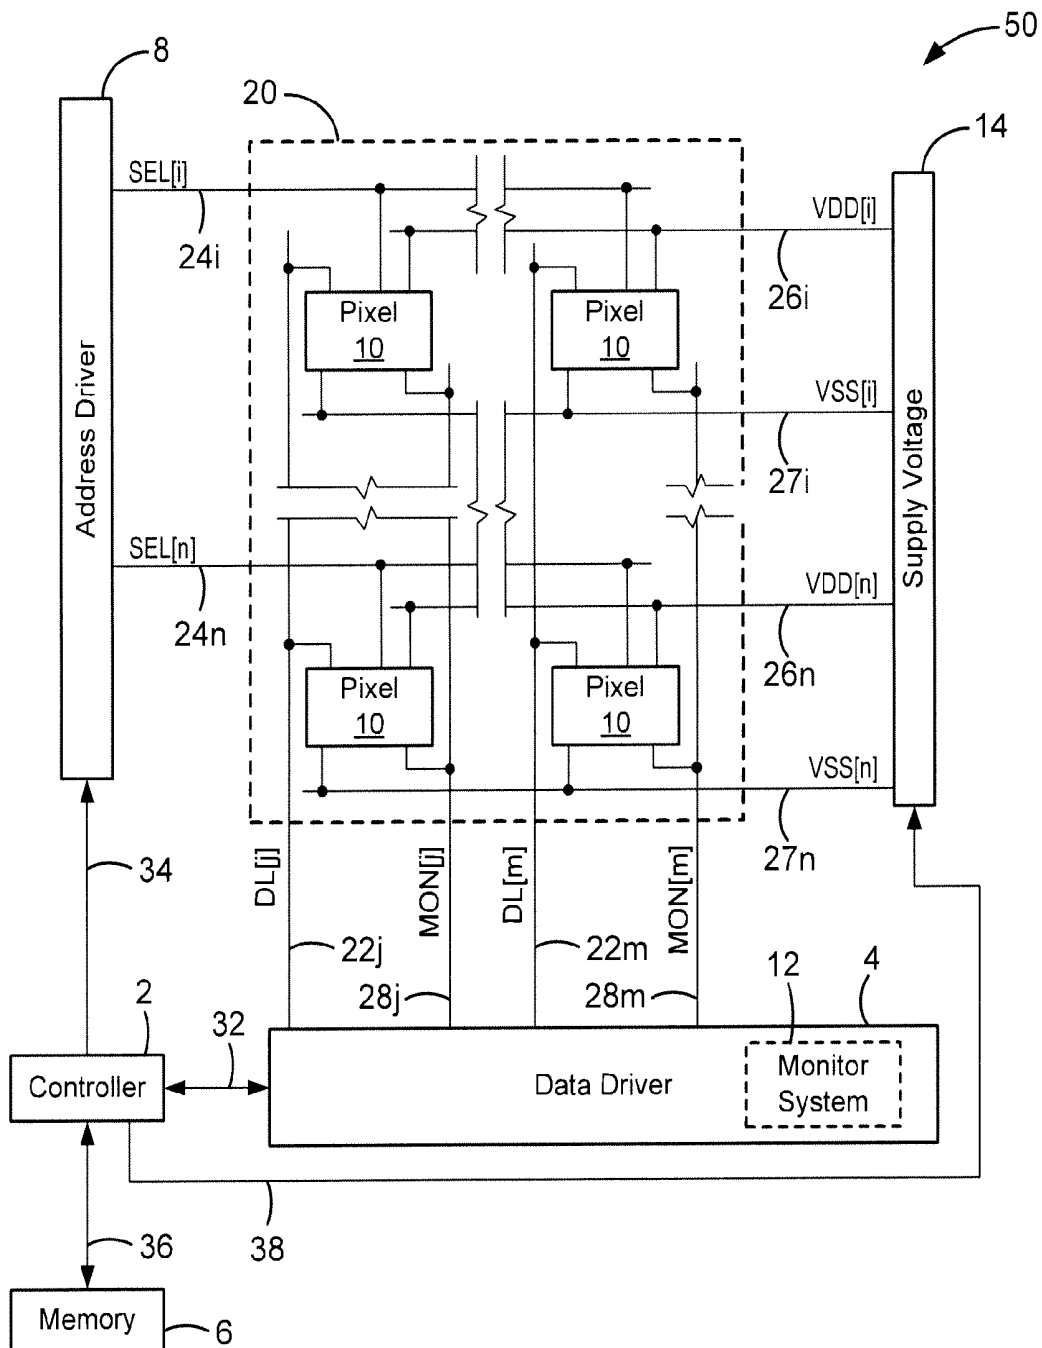 50
8
20
14
SEL[i]
VDD[i]
24i
26i
Pixel
10
Pixel
10
Address Driver
Supply Voltage
VSS[i]
27i
SEL[n]
VDD[n]
24n
26n
Pixel
10
Pixel
10
VSS[n]
27n
34
DL[j]
MON[j]
DL[m]
MON[m]
22j
22m
28j
28m
12
4
2
32
Controller
Data Driver
Monitor
System
36
38
Memory
6